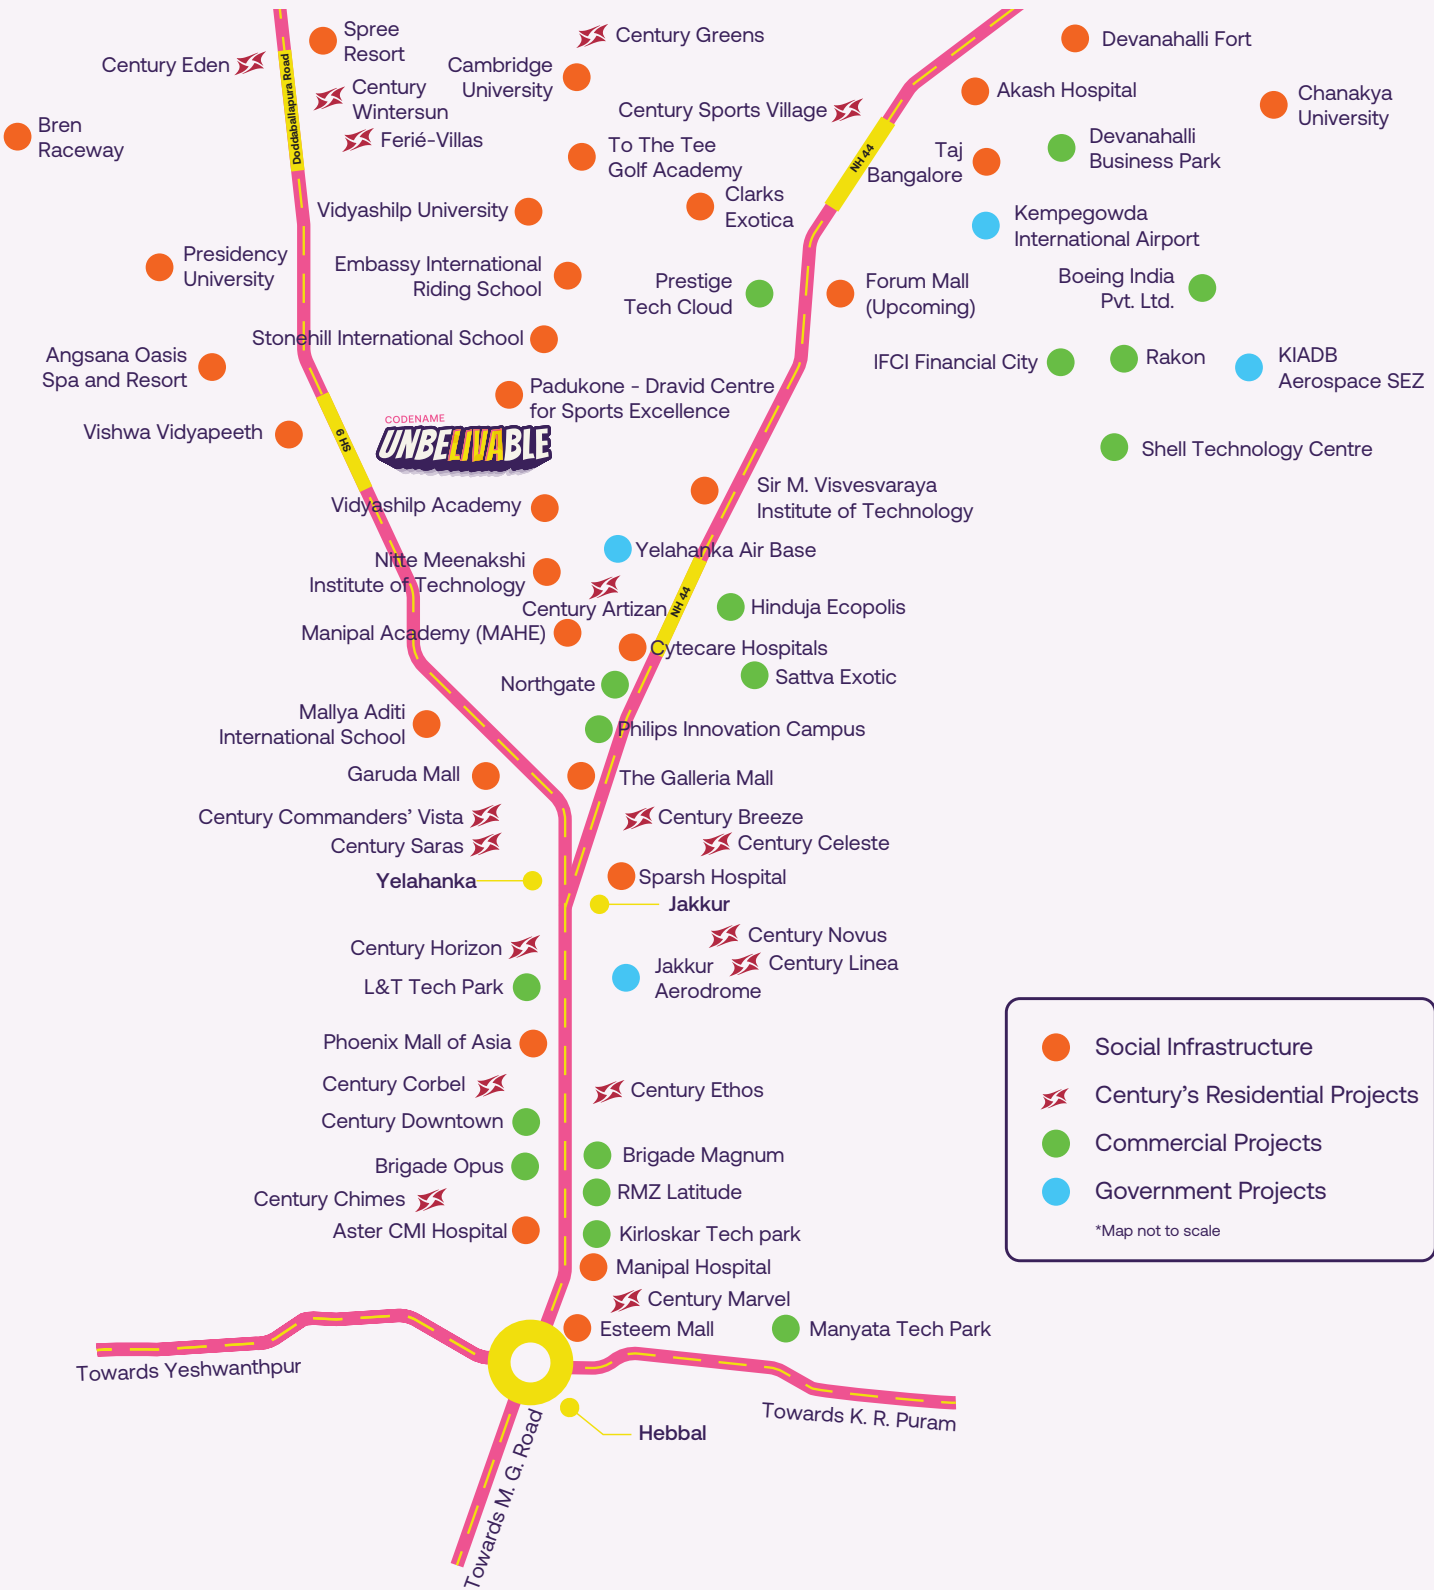 Spree
Resort
Century Greens
Devanahalli Fort
Century Eden
Doddaballapura Road
Cambridge
University
Century
Wintersun
Century Sports Village
Akash Hospital
Chanakya
University
Bren
Raceway
Ferié-Villas
To The Tee
Golf Academy
NH 44
Taj
Bangalore
Devanahalli
Business Park
Vidyashilp University
Clarks
Exotica
Kempegowda
International Airport
Presidency
University
Embassy International
Riding School
Prestige
Tech Cloud
Forum Mall
(Upcoming)
Boeing India
Pvt. Ltd.
Stonehill International School
Angsana Oasis
Spa and Resort
IFCI Financial City
Rakon
KIADB
Aerospace SEZ
Padukone - Dravid Centre
for Sports Excellence
Vishwa Vidyapeeth
SH 9
CODENAME
UNBELIVABLE
Shell Technology Centre
Vidyashilp Academy
Sir M. Visvesvaraya
Institute of Technology
Nitte Meenakshi
Institute of Technology
Yelahanka Air Base
Century Artizan
NH 44
Hinduja Ecopolis
Manipal Academy (MAHE)
Cytecare Hospitals
Northgate
Sattva Exotic
Mallya Aditi
International School
Philips Innovation Campus
Garuda Mall
The Galleria Mall
Century Commanders’ Vista
Century Breeze
Century Saras
Century Celeste
Yelahanka
Sparsh Hospital
Jakkur
Century Horizon
Century Novus
L&T Tech Park
Jakkur
Aerodrome
Century Linea
Phoenix Mall of Asia
Century Corbel
Century Ethos
Century Downtown
Brigade Opus
Brigade Magnum
Century Chimes
RMZ Latitude
Aster CMI Hospital
Kirloskar Tech park
Manipal Hospital
Century Marvel
Esteem Mall
Manyata Tech Park
Towards Yeshwanthpur
Towards K. R. Puram
Hebbal
Towards M. G. Road
Social Infrastructure
Century’s Residential Projects
Commercial Projects
Government Projects
*Map not to scale